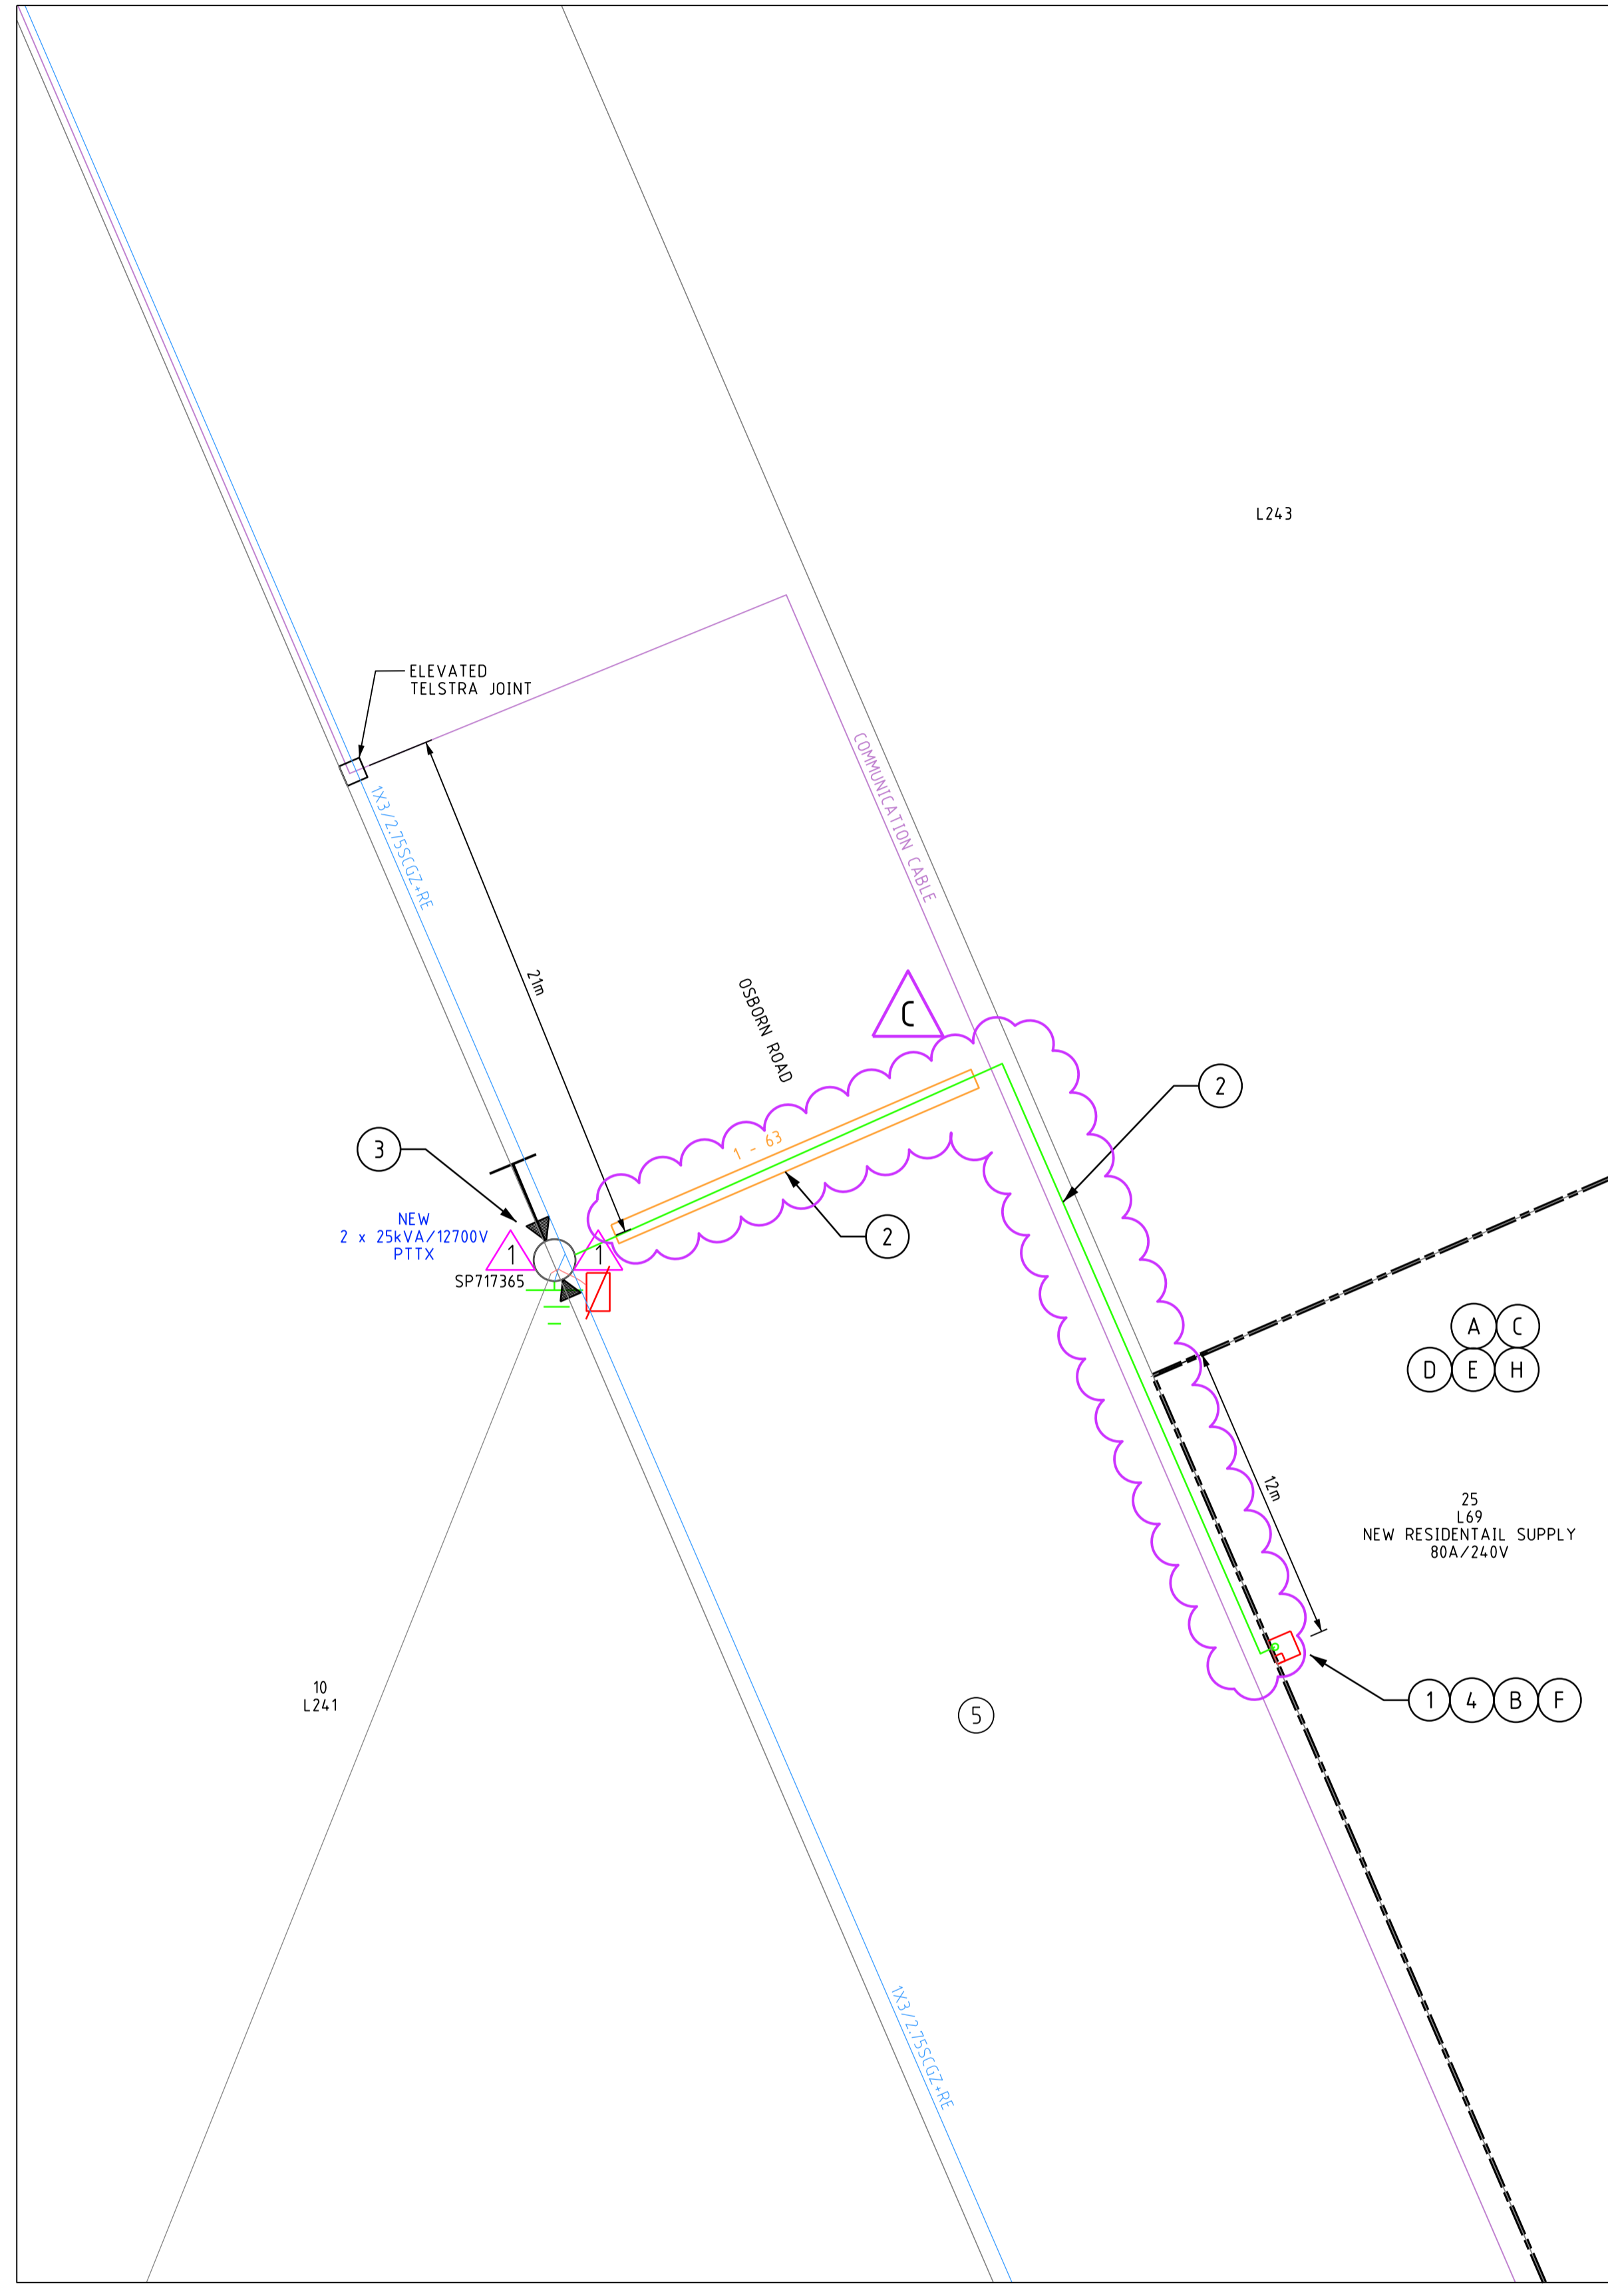 L243
ELEVATED
TELSTRA JOINT
1X3/2.75SCGZ+RE
COMMUNICATION CABLE
21m
OSBORN ROAD
C
2
1 - 63
3
2
NEW
2 x 25kVA/12700V
PTTX
1
1
SP717365
A C
D E H
12m
25
L69
NEW RESIDENTAIL SUPPLY
80A/240V
10
L241
5
1 4 B F
1X3/2.75SCGZ+RE